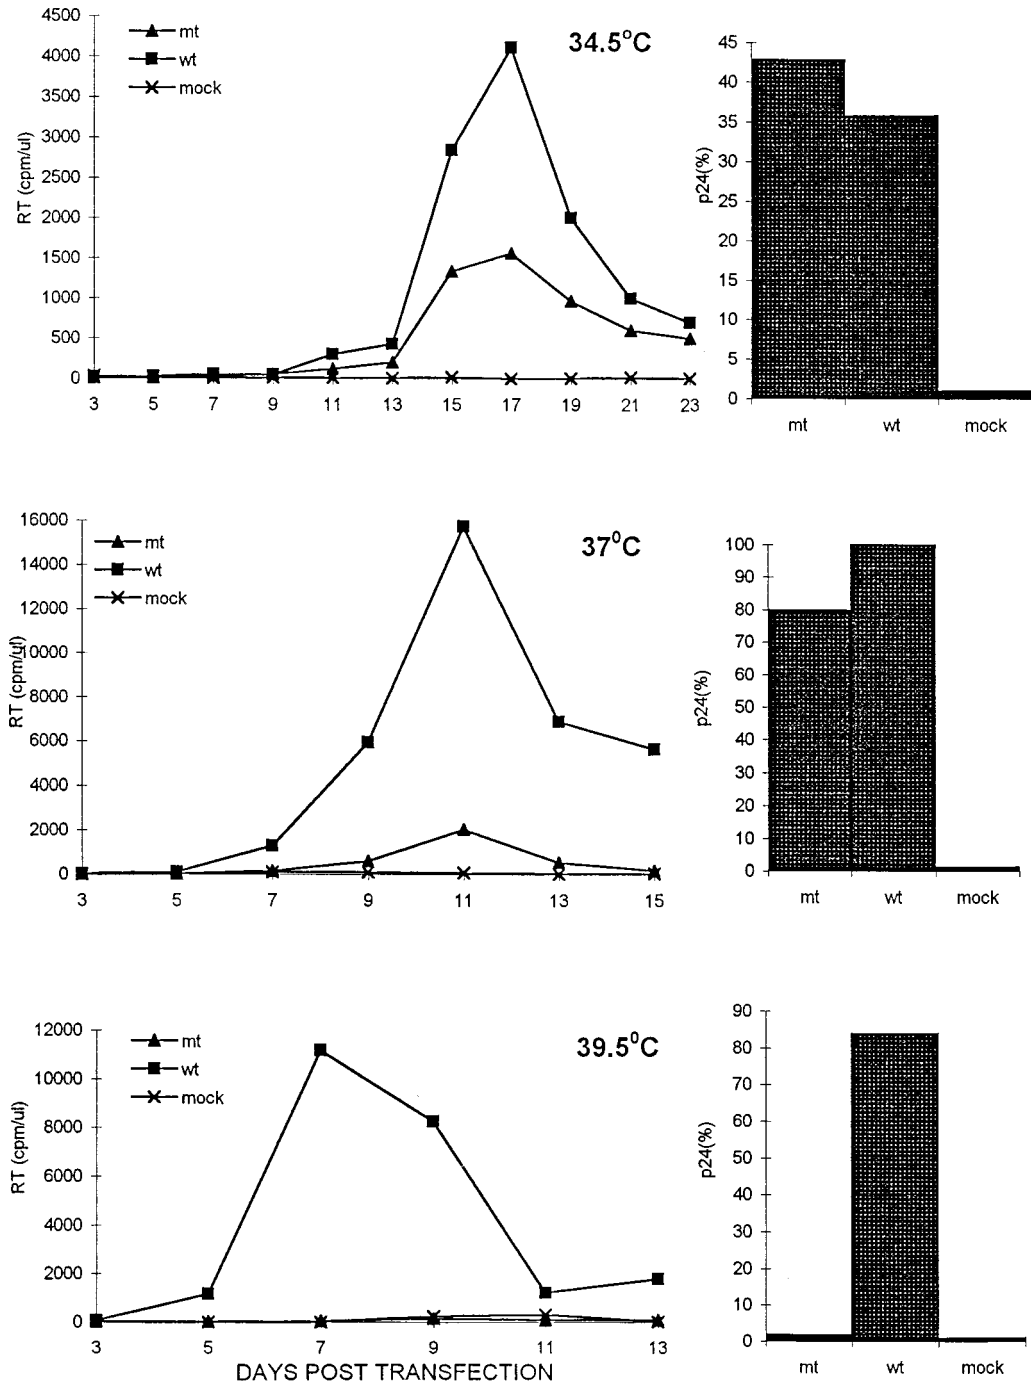 34.5°C
mt
wt
mock
RT (cpm/ul)
4500
4000
3500
3000
2500
2000
1500
1000
500
0
3 5 7 9 11 13 15 17 19 21 23
p24(%)
45
40
35
30
25
20
15
10
5
0
mt wt mock
37⁰C
mt
wt
mock
RT (cpm/ul)
16000
14000
12000
10000
8000
6000
4000
2000
0
3 5 7 9 11 13 15
p24(%)
100
90
80
70
60
50
40
30
20
10
0
mt wt mock
39.5⁰C
mt
wt
mock
RT (cpm/ul)
12000
10000
8000
6000
4000
2000
0
3 5 7 9 11 13
DAYS POST TRANSFECTION
p24(%)
90
80
70
60
50
40
30
20
10
0
mt wt mock